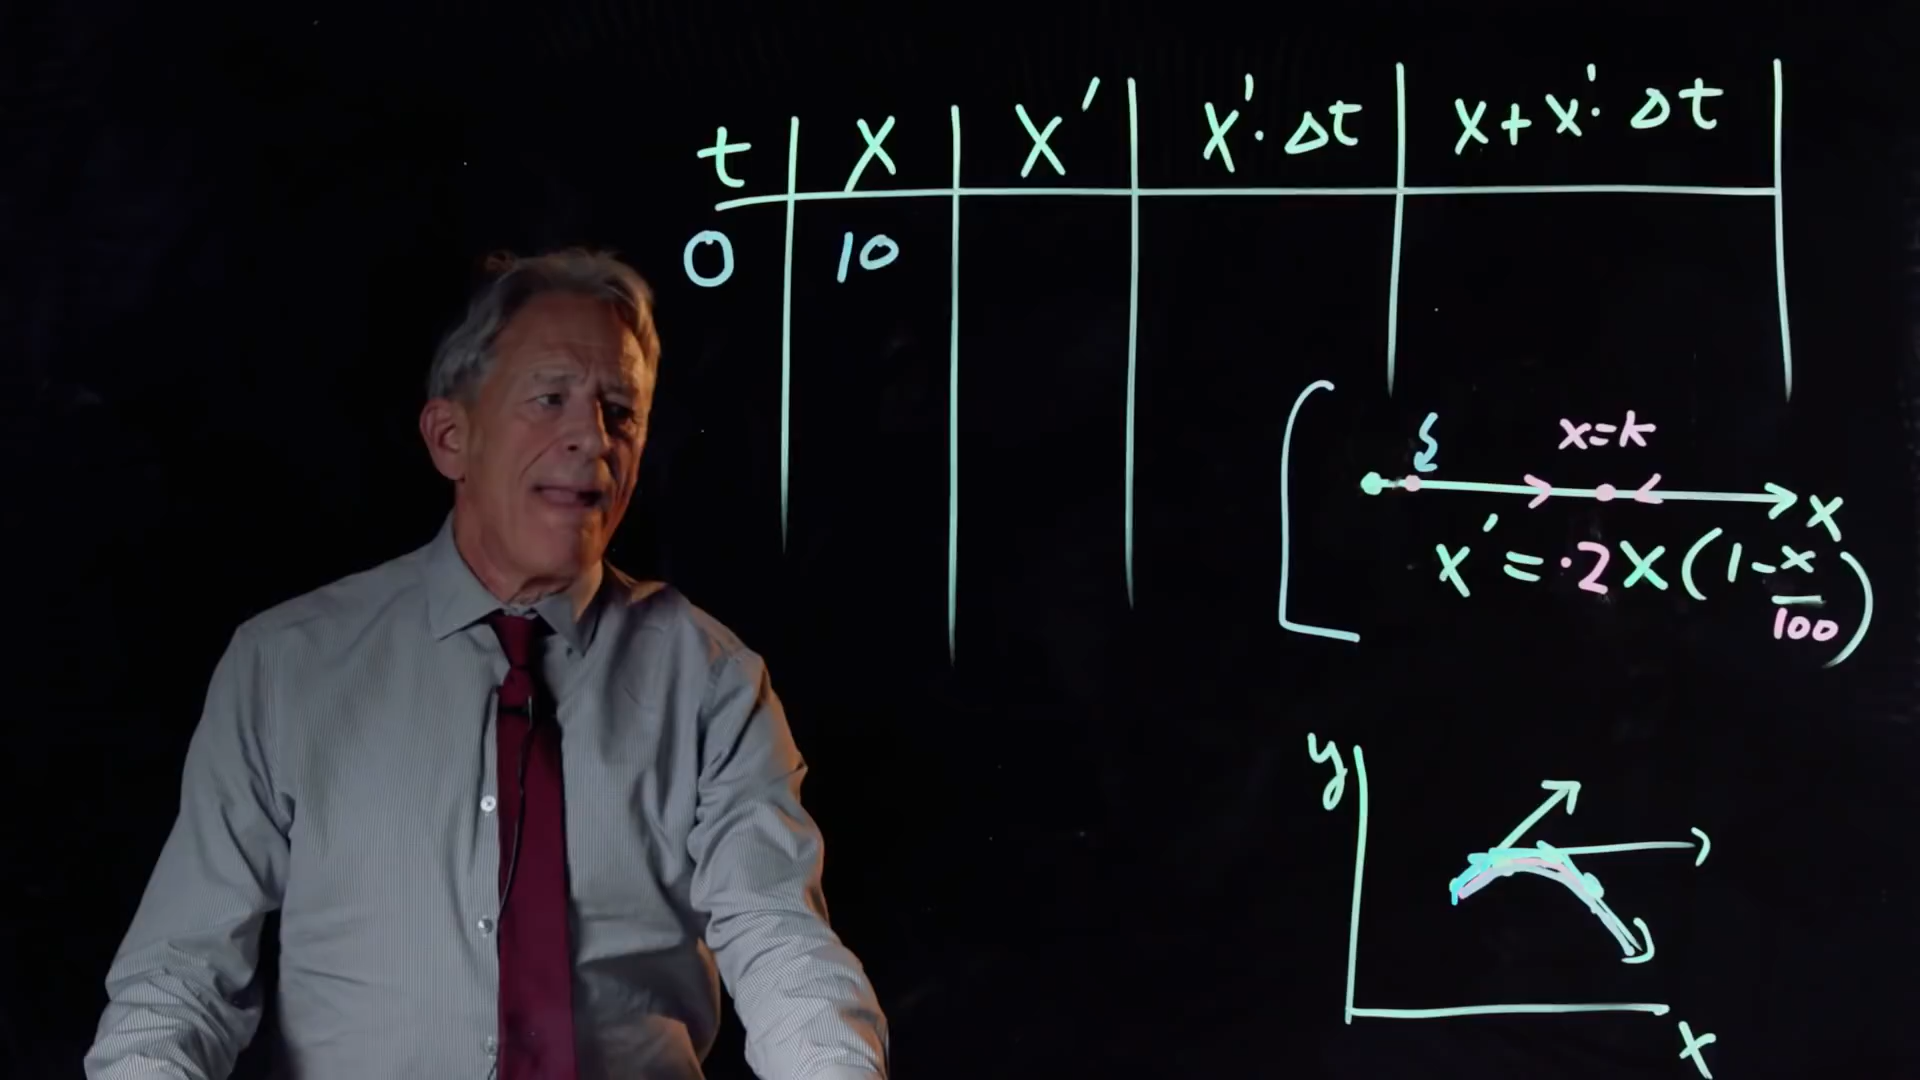 t X X' X'·Δt X+X'·Δt
0 10
x=k
X
X' = .2X(1-x/100)
y
X